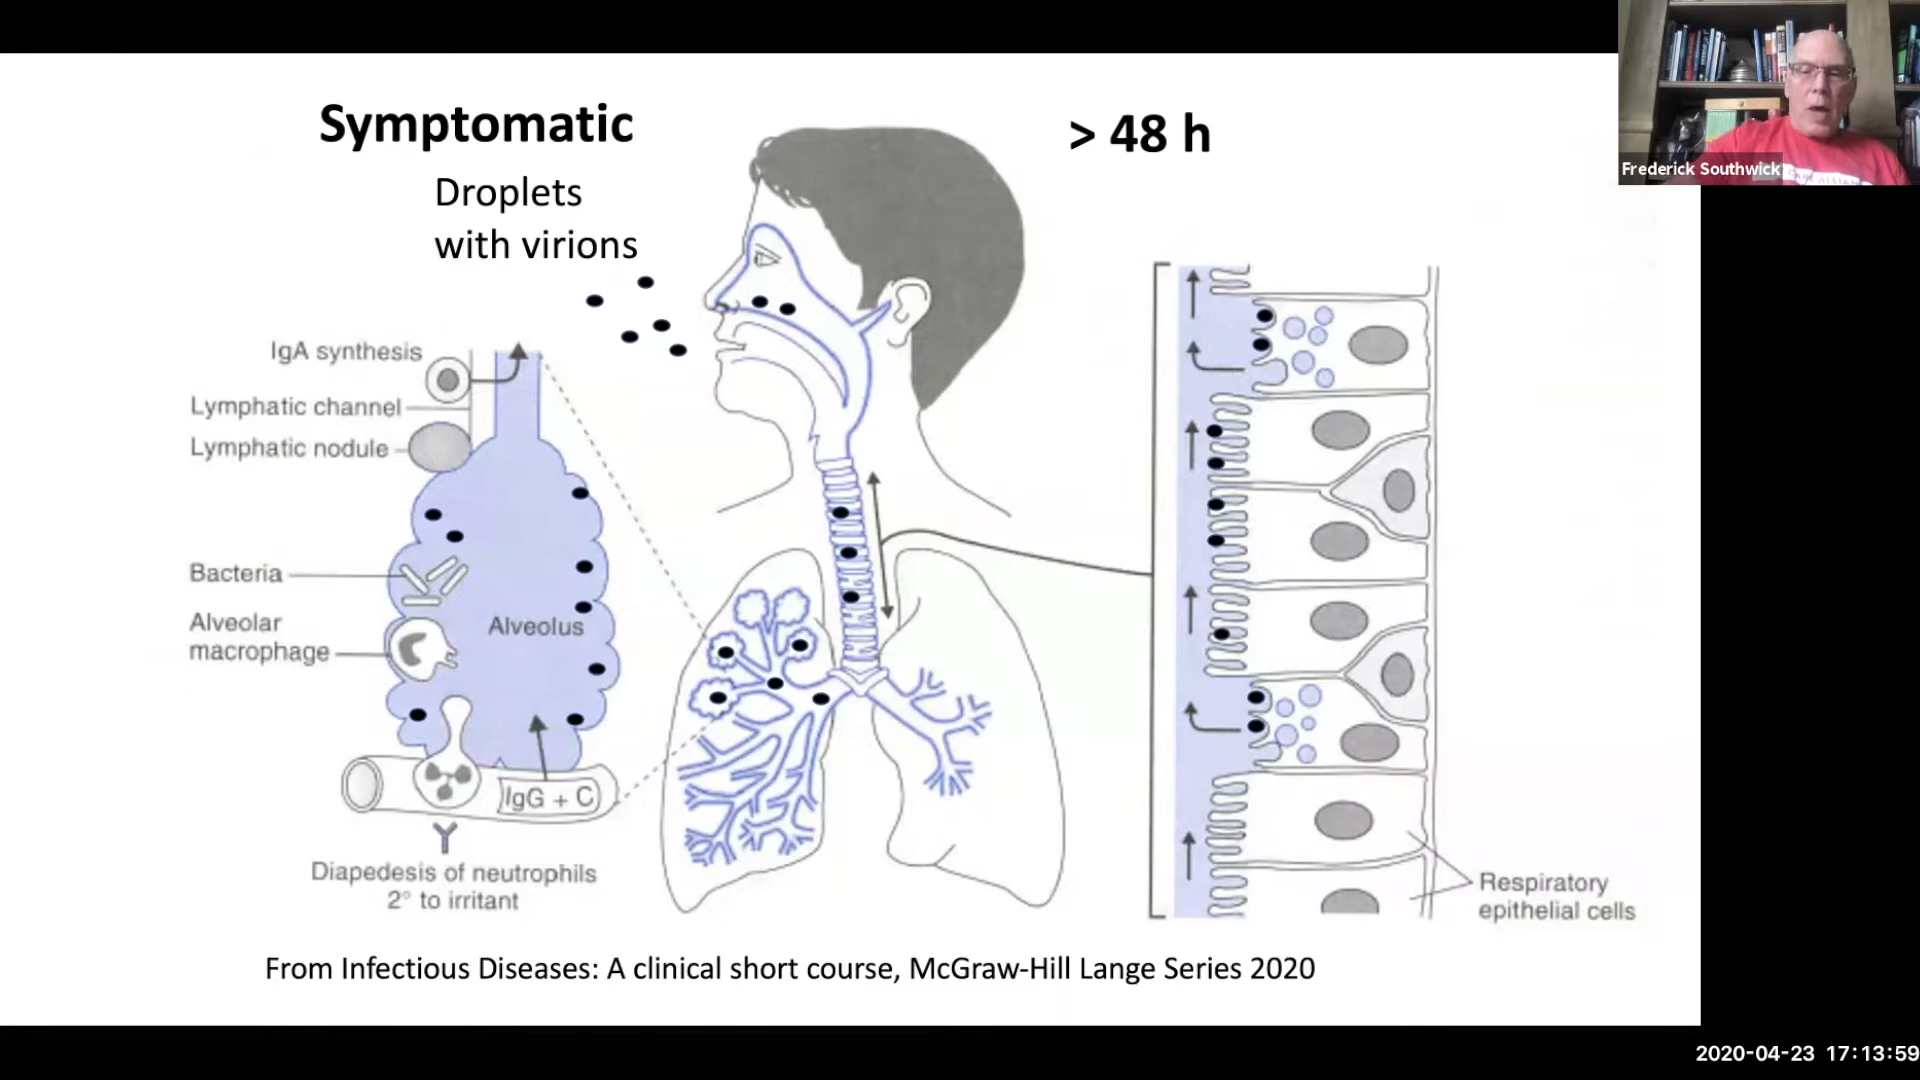 Symptomatic
> 48 h
Droplets
with virions
Frederick Southwick
IgA synthesis
Lymphatic channel
Lymphatic nodule
Bacteria
Alveolar
macrophage
Alveolus
IgG + C
Diapedesis of neutrophils
2° to irritant
Respiratory
epithelial cells
From Infectious Diseases: A clinical short course, McGraw-Hill Lange Series 2020
2020-04-23 17:13:59